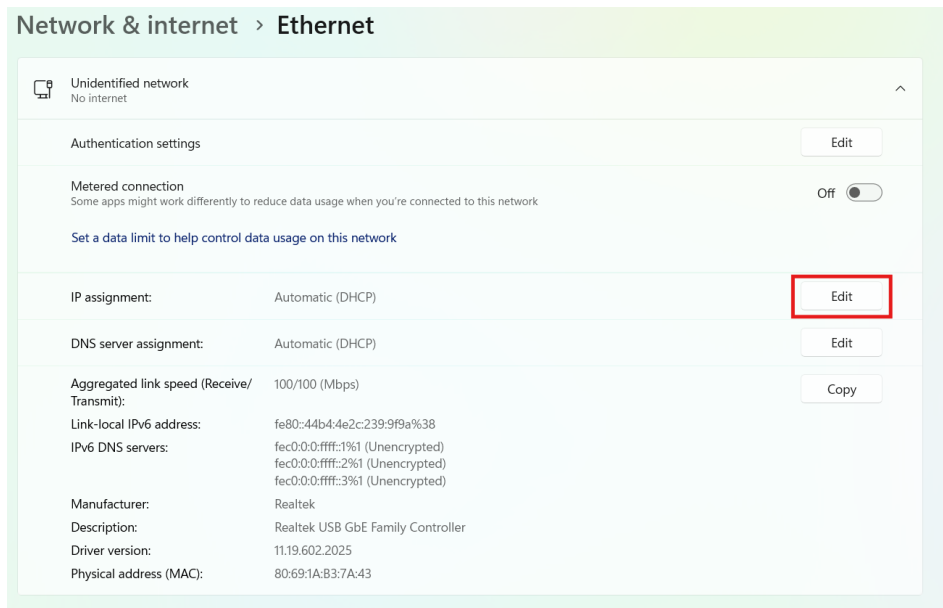 Network & internet > Ethernet
Unidentified network
No internet
Authentication settings
Edit
Metered connection
Some apps might work differently to reduce data usage when you're connected to this network
Off
Set a data limit to help control data usage on this network
IP assignment:
Automatic (DHCP)
Edit
DNS server assignment:
Automatic (DHCP)
Edit
Aggregated link speed (Receive/
Transmit):
100/100 (Mbps)
Copy
Link-local IPv6 address:
fe80::44b4:4e2c:239:9f9a%38
IPv6 DNS servers:
fec0:0:0:ffff::1%1 (Unencrypted)
fec0:0:0:ffff::2%1 (Unencrypted)
fec0:0:0:ffff::3%1 (Unencrypted)
Manufacturer:
Realtek
Description:
Realtek USB GbE Family Controller
Driver version:
11.19.602.2025
Physical address (MAC):
80:69:1A:B3:7A:43